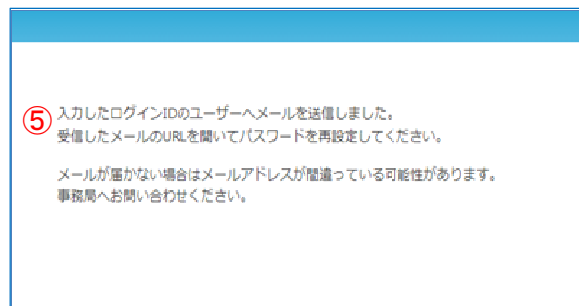 ⑤ 入力したログインIDのユーザーへメールを送信しました。
受信したメールのURLを開いてパスワードを再設定してください。
メールが届かない場合はメールアドレスが間違っている可能性があります。
事務局へお問い合わせください。